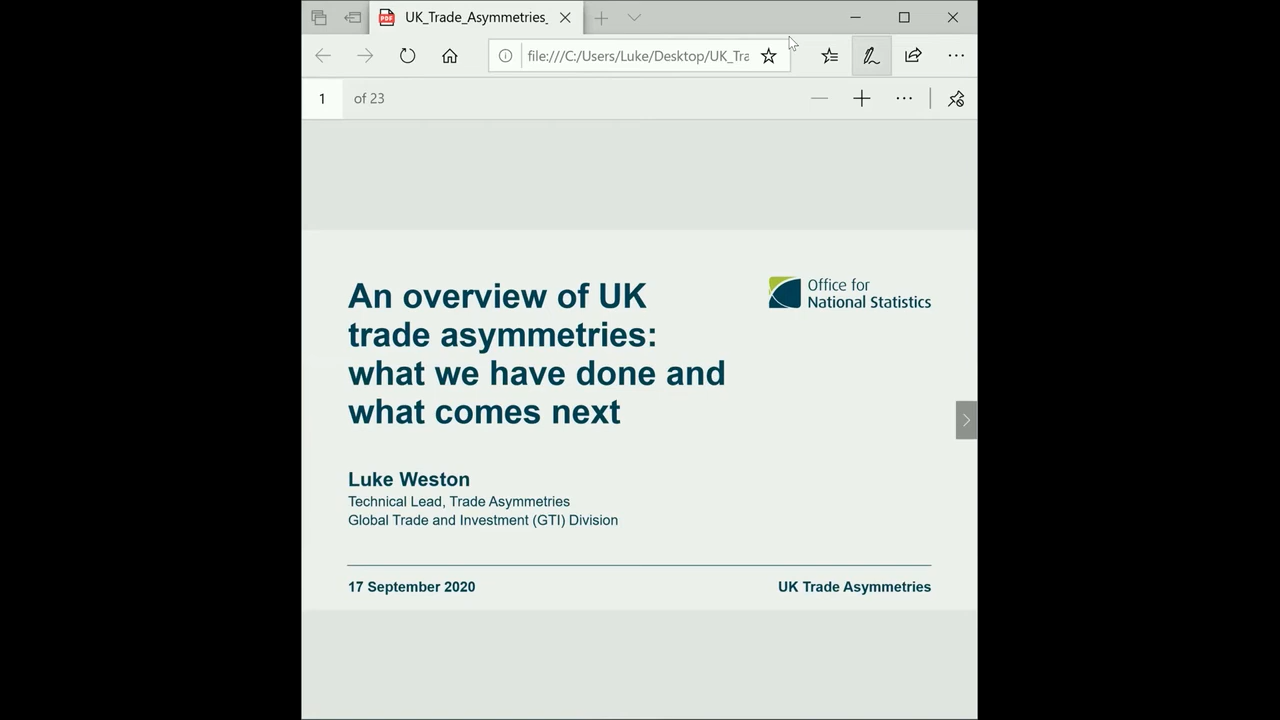 UK_Trade_Asymmetries_
file:///C:/Users/Luke/Desktop/UK_Tra
1 of 23
An overview of UK
trade asymmetries:
what we have done and
what comes next
Office for
National Statistics
Luke Weston
Technical Lead, Trade Asymmetries
Global Trade and Investment (GTI) Division
17 September 2020
UK Trade Asymmetries